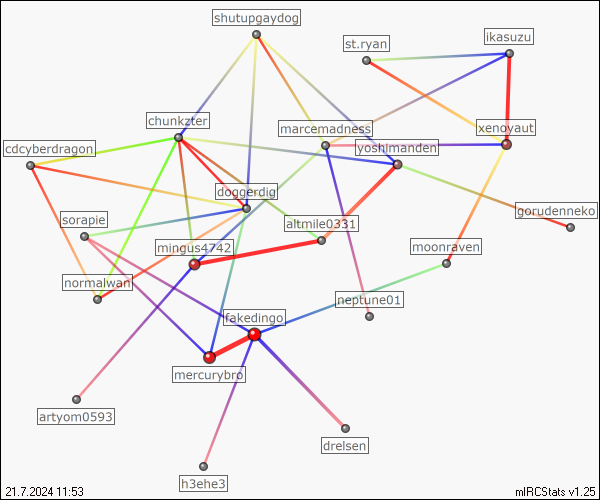 shutupgaydog
st.ryan
ikasuzu
chunkzter
marcemadness
xenoyaut
cdcyberdragon
yoshimanden
doggerdig
sorapie
altmile0331
gorudenneko
mingus4742
moonraven
normalwan
neptune01
fakedingo
mercurybro
artyom0593
drelsen
h3ehe3
21.7.2024 11:53
mIRCStats v1.25